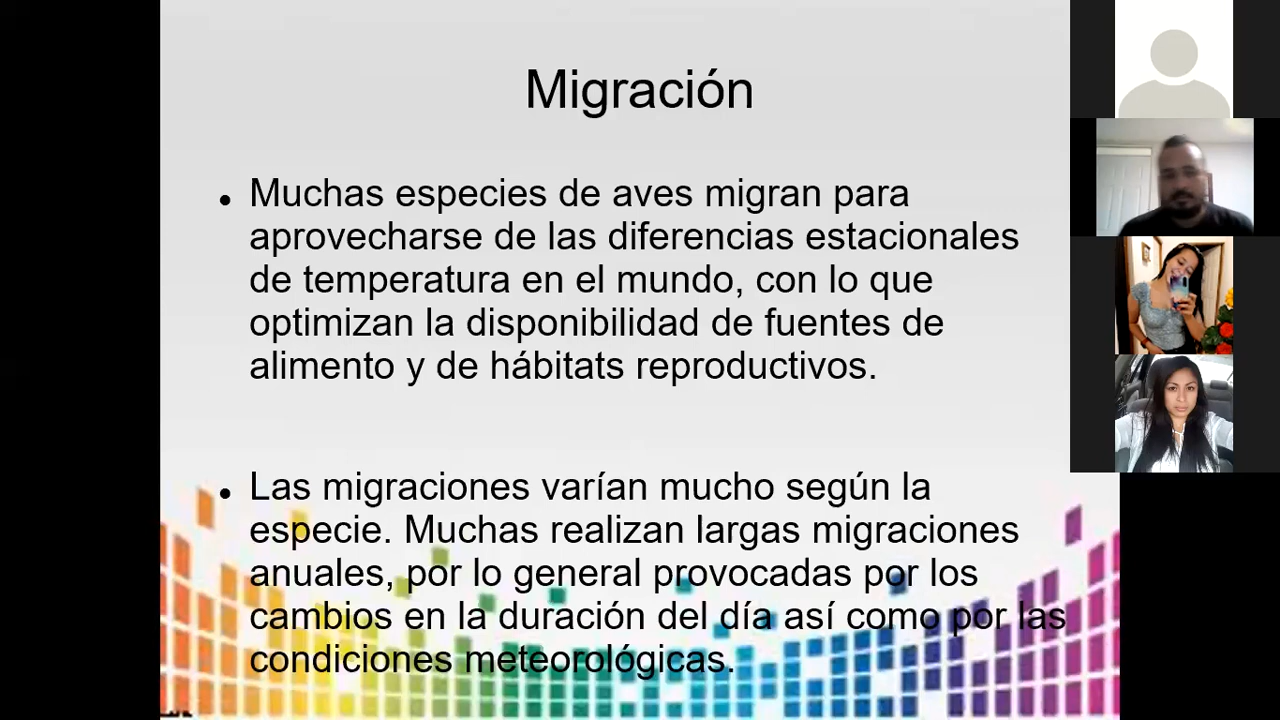 Migración
• Muchas especies de aves migran para
aprovecharse de las diferencias estacionales
de temperatura en el mundo, con lo que
optimizan la disponibilidad de fuentes de
alimento y de hábitats reproductivos.
• Las migraciones varían mucho según la
especie. Muchas realizan largas migraciones
anuales, por lo general provocadas por los
cambios en la duración del día así como por las
condiciones meteorológicas.